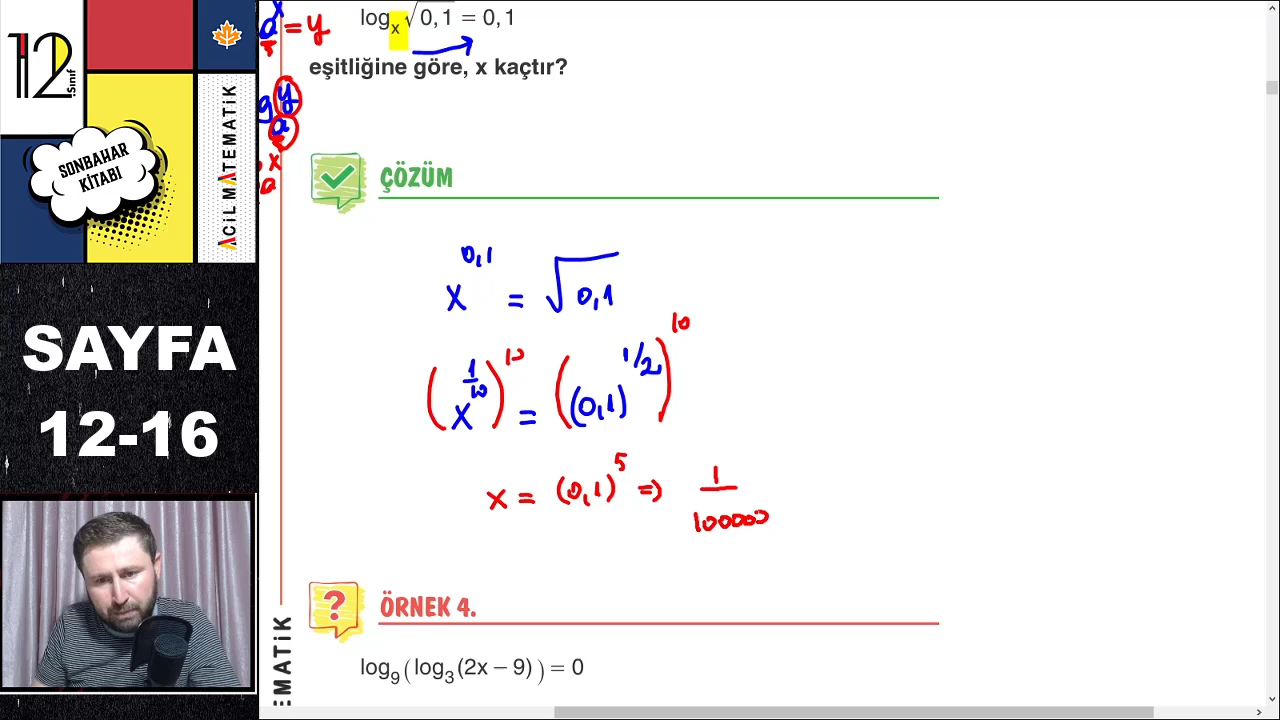 12
.Sınıf
SONBAHAR
KİTABI
ACİLMATEMATİK
SAYFA
12-16
a^x = y
y
a
x
a
log_x √0,1 = 0,1
eşitliğine göre, x kaçtır?
ÇÖZÜM
x^0,1 = √0,1
(x^(1/10))^10 = ((0,1)^1/2)^10
x = (0,1)^5 => 1/100000
? ÖRNEK 4.
log_9(log_3(2x – 9)) = 0
EMATİK